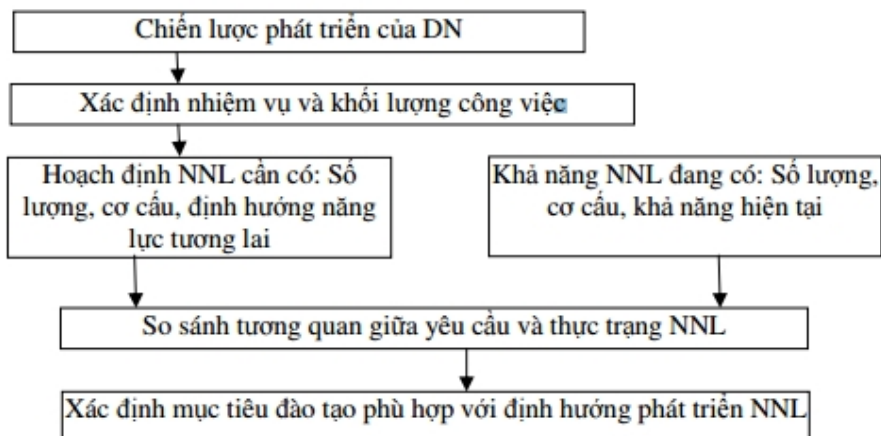 Chiến lược phát triển của DN
Xác định nhiệm vụ và khối lượng công việc
Hoạch định NNL cần có: Số
lượng, cơ cấu, định hướng năng
lực tương lai
Khả năng NNL đang có: Số lượng,
cơ cấu, khả năng hiện tại
So sánh tương quan giữa yêu cầu và thực trạng NNL
Xác định mục tiêu đào tạo phù hợp với định hướng phát triển NNL